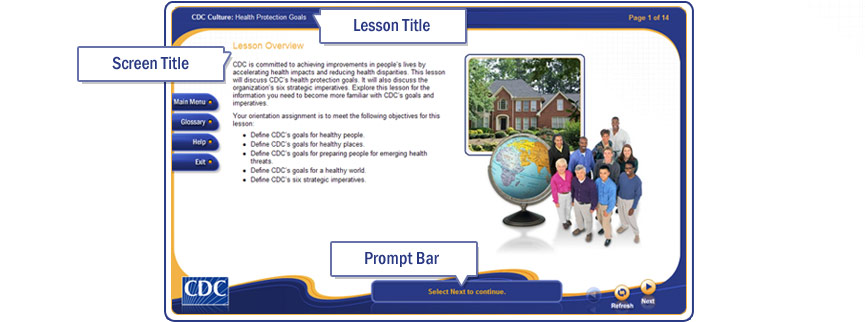 CDC Culture: Health Protection Goals
Lesson Title
Page 1 of 14
Screen Title
Lesson Overview
CDC is committed to achieving improvements in people's lives by
accelerating health impacts and reducing health disparities. This lesson
will discuss CDC's health protection goals. It will also discuss the
organization's six strategic imperatives. Explore this lesson for the
information you need to become more familiar with CDC's goals and
imperatives.
Your orientation assignment is to meet the following objectives for this
lesson:
• Define CDC's goals for healthy people.
• Define CDC's goals for healthy places.
• Define CDC's goals for preparing people for emerging health
threats.
• Define CDC's goals for a healthy world.
• Define CDC's six strategic imperatives.
Main Menu
Glossary
Help
Exit
Prompt Bar
CDC
Select Next to continue.
Refresh
Next